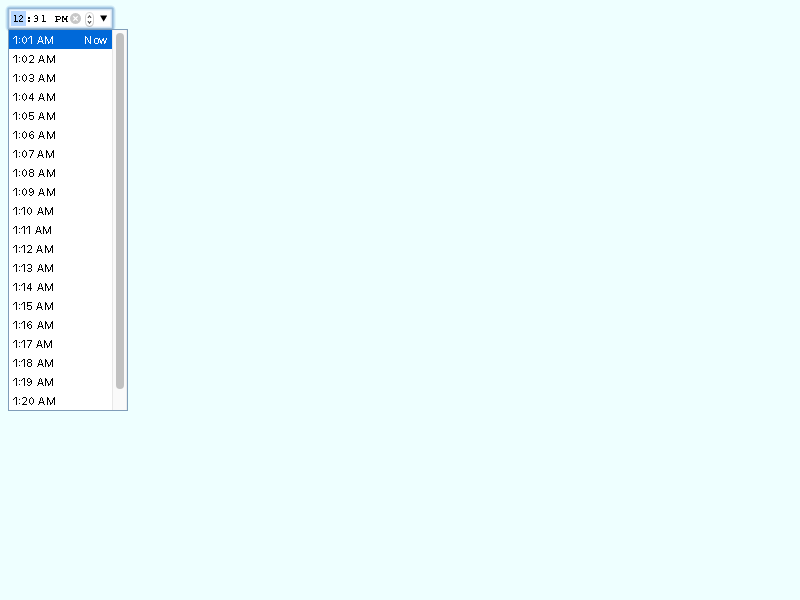 12:31 PM
1:01 AM Now
1:02 AM
1:03 AM
1:04 AM
1:05 AM
1:06 AM
1:07 AM
1:08 AM
1:09 AM
1:10 AM
1:11 AM
1:12 AM
1:13 AM
1:14 AM
1:15 AM
1:16 AM
1:17 AM
1:18 AM
1:19 AM
1:20 AM